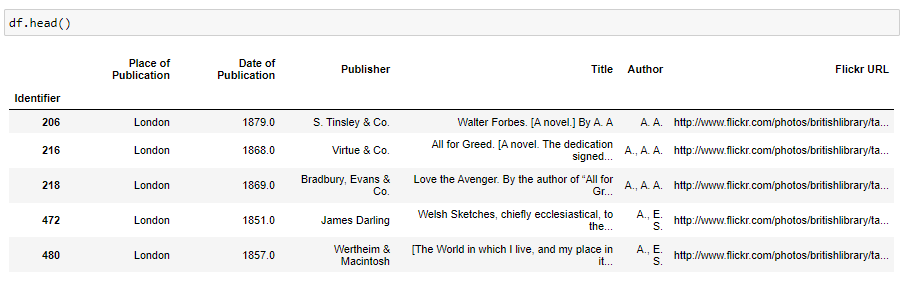 df.head()
Place of Publication Date of Publication Publisher Title Author Flickr URL
Identifier
206 London 1879.0 S. Tinsley & Co. Walter Forbes. [A novel.] By A. A A. A. http://www.flickr.com/photos/britishlibrary/ta...
216 London 1868.0 Virtue & Co. All for Greed. [A novel. The dedication signed... A., A. A. http://www.flickr.com/photos/britishlibrary/ta...
218 London 1869.0 Bradbury, Evans & Co. Love the Avenger. By the author of “All for Gr... A., A. A. http://www.flickr.com/photos/britishlibrary/ta...
472 London 1851.0 James Darling Welsh Sketches, chiefly ecclesiastical, to the... A., E. S. http://www.flickr.com/photos/britishlibrary/ta...
480 London 1857.0 Wertheim & Macintosh [The World in which I live, and my place in it... A., E. S. http://www.flickr.com/photos/britishlibrary/ta...